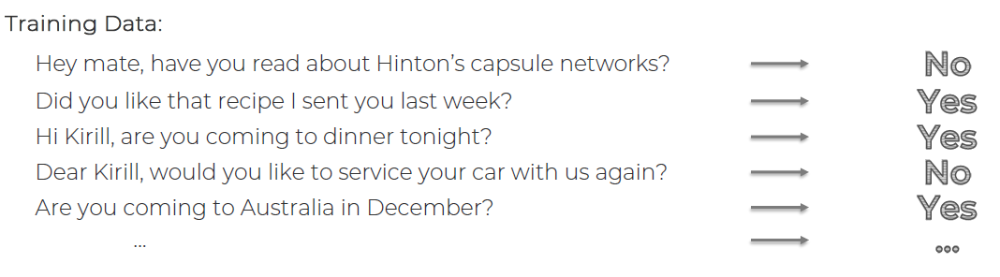 Training Data:
Hey mate, have you read about Hinton's capsule networks? No
Did you like that recipe I sent you last week? Yes
Hi Kirill, are you coming to dinner tonight? Yes
Dear Kirill, would you like to service your car with us again? No
Are you coming to Australia in December? Yes
... ...